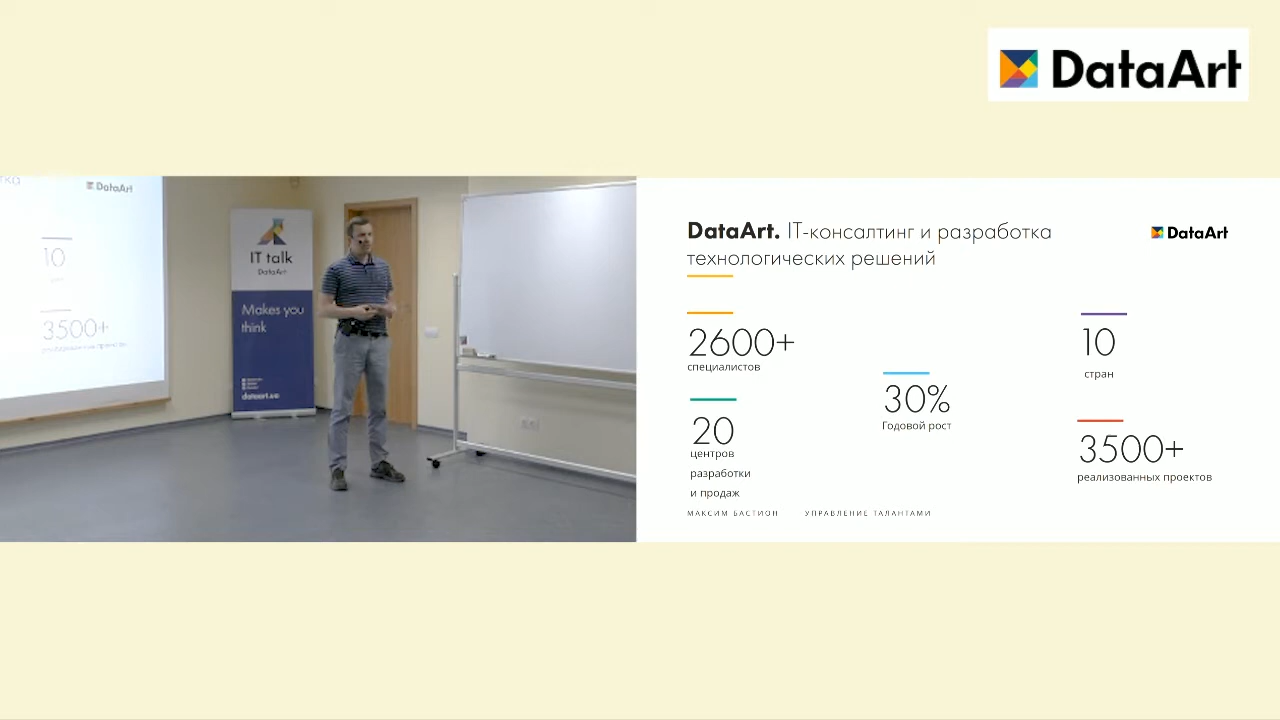 DataArt
DataArt
10
3500+
IT talk
DataArt
Makes you
think
dataart.ua
DataArt. IT-консалтинг и разработка
технологических решений
DataArt
2600+
специалистов
20
центров
разработки
и продаж
30%
Годовой рост
10
стран
3500+
реализованных проектов
МАКСИМ БАСТИОН УПРАВЛЕНИЕ ТАЛАНТАМИ